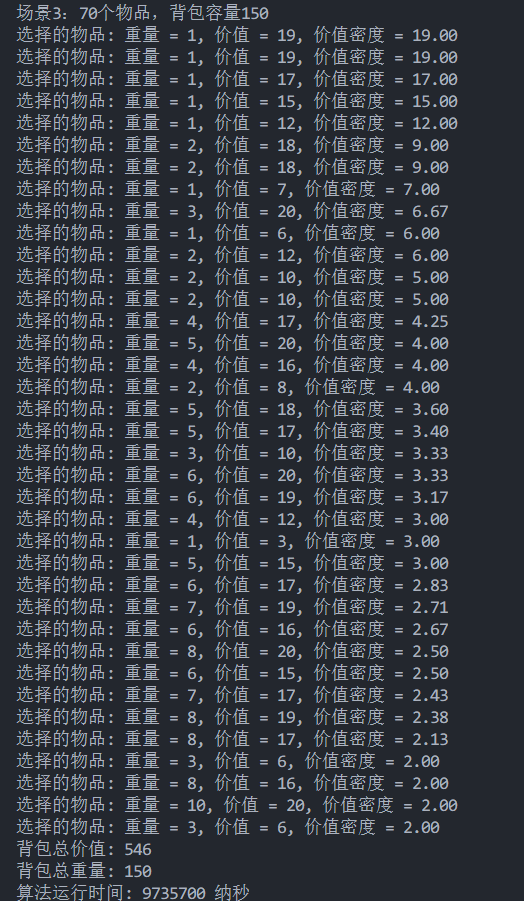 场景3：70个物品，背包容量150
选择的物品: 重量 = 1, 价值 = 19, 价值密度 = 19.00
选择的物品: 重量 = 1, 价值 = 19, 价值密度 = 19.00
选择的物品: 重量 = 1, 价值 = 17, 价值密度 = 17.00
选择的物品: 重量 = 1, 价值 = 15, 价值密度 = 15.00
选择的物品: 重量 = 1, 价值 = 12, 价值密度 = 12.00
选择的物品: 重量 = 2, 价值 = 18, 价值密度 = 9.00
选择的物品: 重量 = 2, 价值 = 18, 价值密度 = 9.00
选择的物品: 重量 = 1, 价值 = 7, 价值密度 = 7.00
选择的物品: 重量 = 3, 价值 = 20, 价值密度 = 6.67
选择的物品: 重量 = 1, 价值 = 6, 价值密度 = 6.00
选择的物品: 重量 = 2, 价值 = 12, 价值密度 = 6.00
选择的物品: 重量 = 2, 价值 = 10, 价值密度 = 5.00
选择的物品: 重量 = 2, 价值 = 10, 价值密度 = 5.00
选择的物品: 重量 = 4, 价值 = 17, 价值密度 = 4.25
选择的物品: 重量 = 5, 价值 = 20, 价值密度 = 4.00
选择的物品: 重量 = 4, 价值 = 16, 价值密度 = 4.00
选择的物品: 重量 = 2, 价值 = 8, 价值密度 = 4.00
选择的物品: 重量 = 5, 价值 = 18, 价值密度 = 3.60
选择的物品: 重量 = 5, 价值 = 17, 价值密度 = 3.40
选择的物品: 重量 = 3, 价值 = 10, 价值密度 = 3.33
选择的物品: 重量 = 6, 价值 = 20, 价值密度 = 3.33
选择的物品: 重量 = 6, 价值 = 19, 价值密度 = 3.17
选择的物品: 重量 = 4, 价值 = 12, 价值密度 = 3.00
选择的物品: 重量 = 1, 价值 = 3, 价值密度 = 3.00
选择的物品: 重量 = 5, 价值 = 15, 价值密度 = 3.00
选择的物品: 重量 = 6, 价值 = 17, 价值密度 = 2.83
选择的物品: 重量 = 7, 价值 = 19, 价值密度 = 2.71
选择的物品: 重量 = 6, 价值 = 16, 价值密度 = 2.67
选择的物品: 重量 = 8, 价值 = 20, 价值密度 = 2.50
选择的物品: 重量 = 6, 价值 = 15, 价值密度 = 2.50
选择的物品: 重量 = 7, 价值 = 17, 价值密度 = 2.43
选择的物品: 重量 = 8, 价值 = 19, 价值密度 = 2.38
选择的物品: 重量 = 8, 价值 = 17, 价值密度 = 2.13
选择的物品: 重量 = 3, 价值 = 6, 价值密度 = 2.00
选择的物品: 重量 = 8, 价值 = 16, 价值密度 = 2.00
选择的物品: 重量 = 10, 价值 = 20, 价值密度 = 2.00
选择的物品: 重量 = 3, 价值 = 6, 价值密度 = 2.00
背包总价值: 546
背包总重量: 150
算法运行时间: 9735700 纳秒